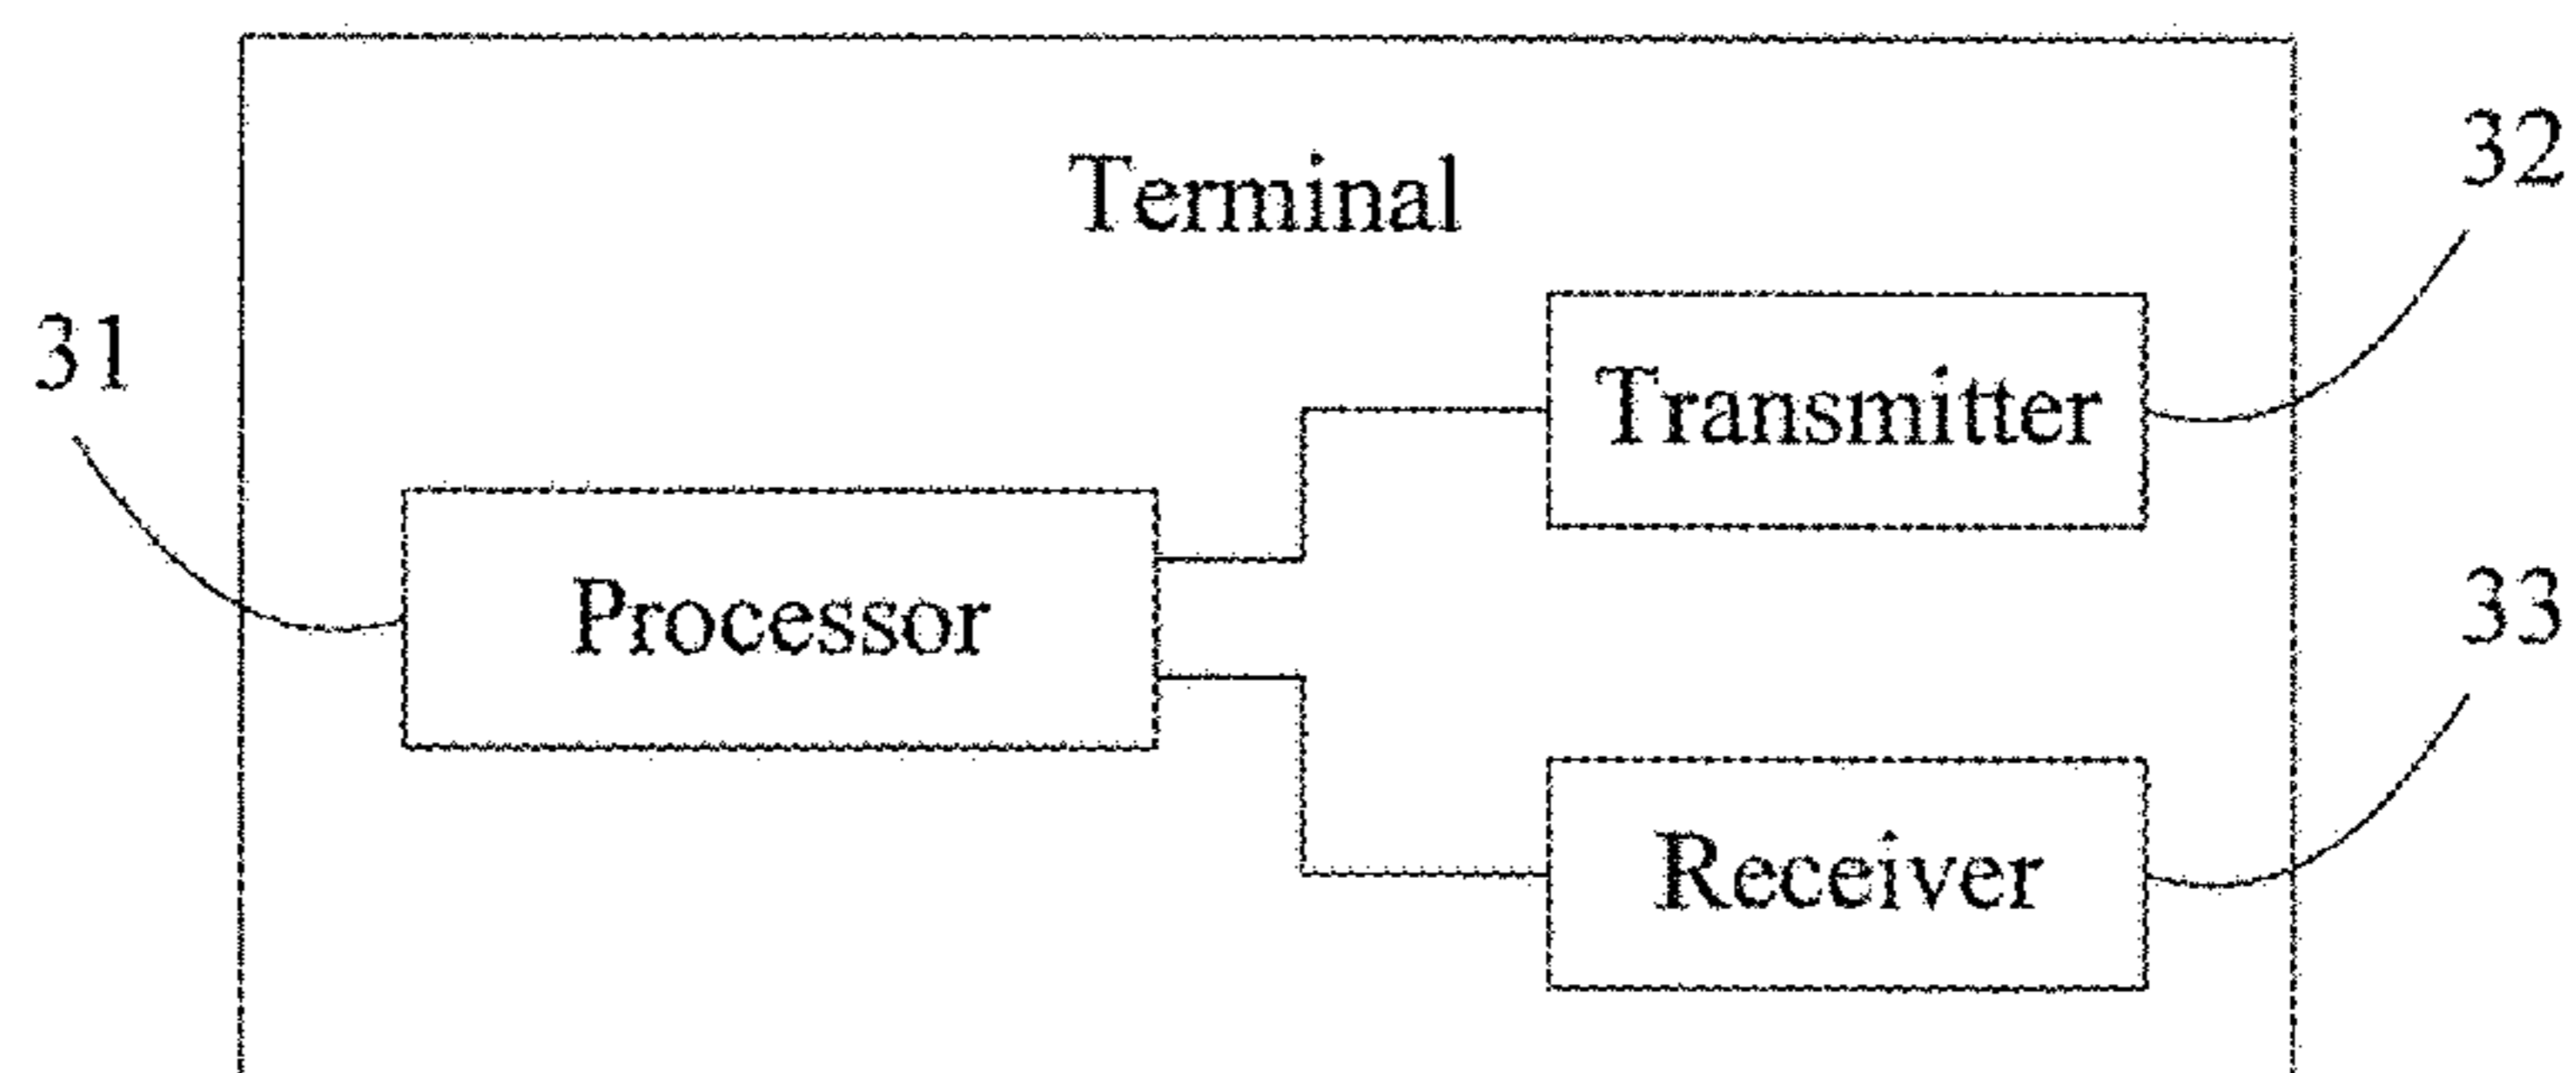 Terminal
32
31
Transmitter
Processor
33
Receiver